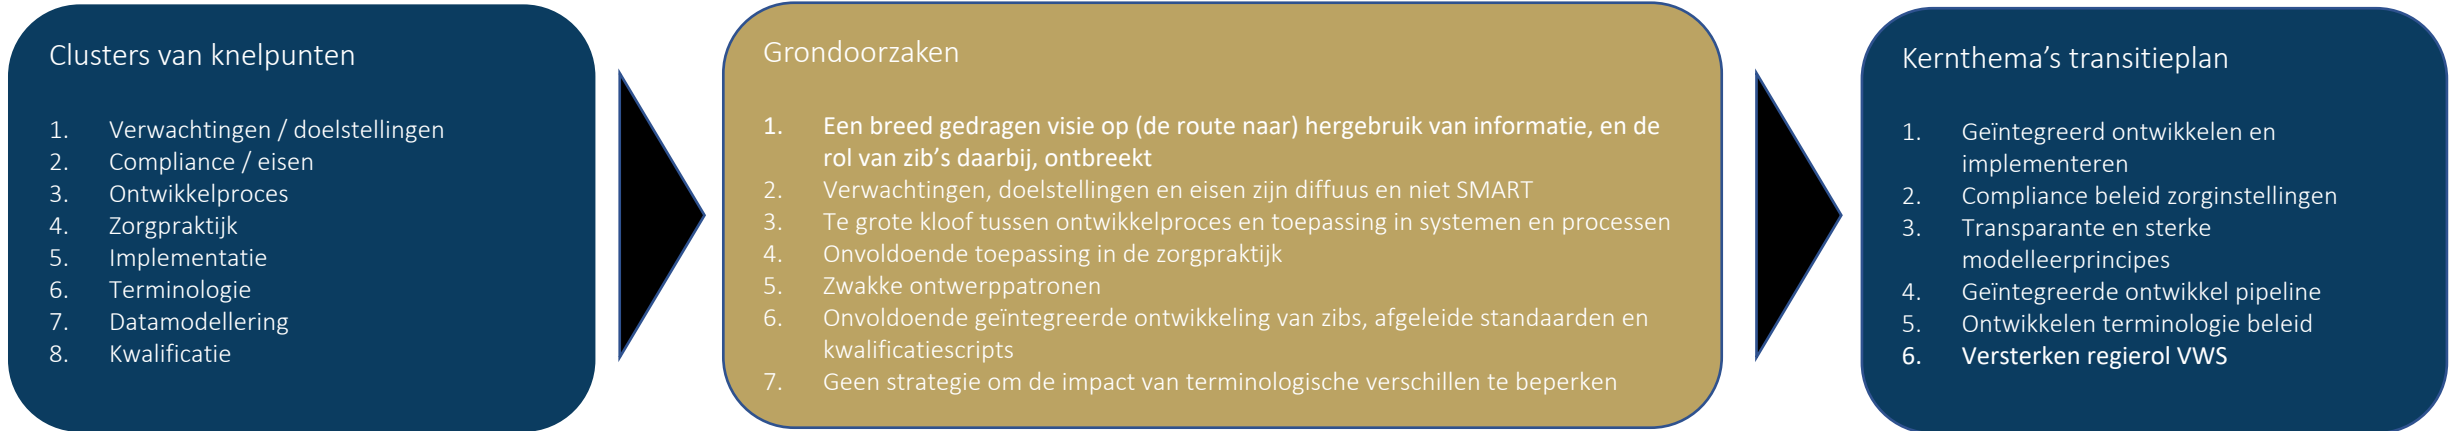 Clusters van knelpunten
1. Verwachtingen / doelstellingen
2. Compliance / eisen
3. Ontwikkelproces
4. Zorgpraktijk
5. Implementatie
6. Terminologie
7. Datamodellering
8. Kwalificatie
Grondoorzaken
1. Een breed gedragen visie op (de route naar) hergebruik van informatie, en de
rol van zib's daarbij, ontbreekt
2. Verwachtingen, doelstellingen en eisen zijn diffuus en niet SMART
3. Te grote kloof tussen ontwikkelproces en toepassing in systemen en processen
4. Onvoldoende toepassing in de zorgpraktijk
5. Zwakke ontwerppatronen
6. Onvoldoende geïntegreerde ontwikkeling van zibs, afgeleide standaarden en
kwalificatiescripts
7. Geen strategie om de impact van terminologische verschillen te beperken
Kernthema's transitieplan
1. Geïntegreerd ontwikkelen en
implementeren
2. Compliance beleid zorginstellingen
3. Transparante en sterke
modelleerprincipes
4. Geïntegreerde ontwikkel pipeline
5. Ontwikkelen terminologie beleid
6. Versterken regierol VWS